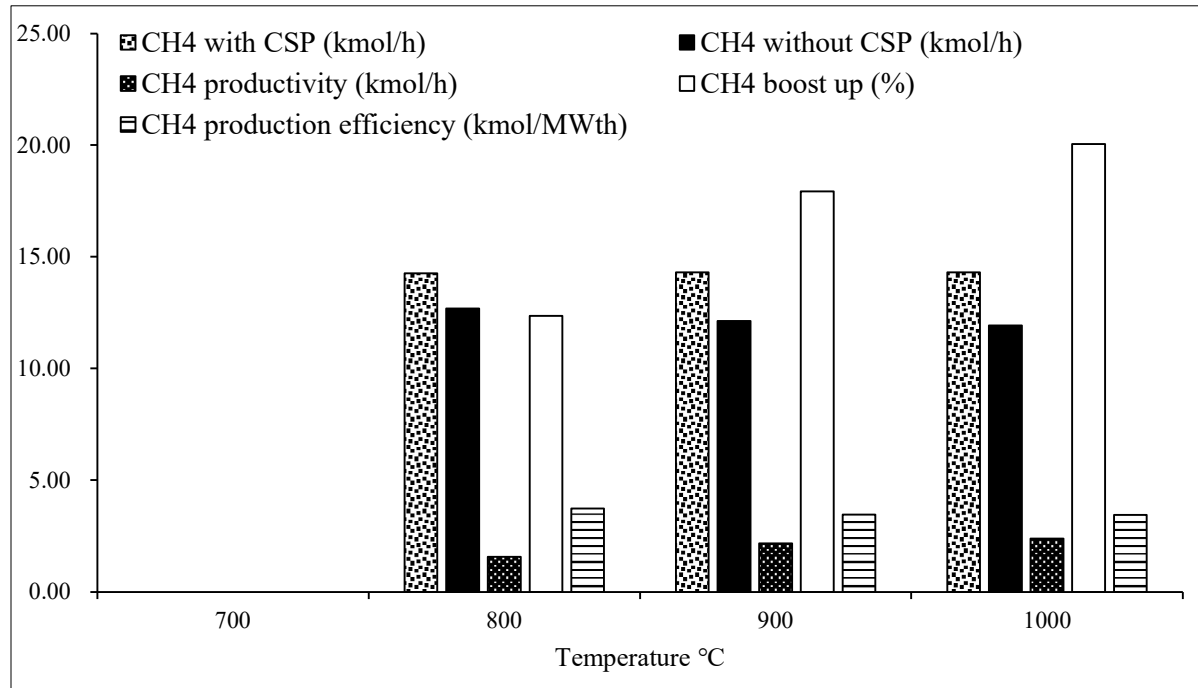 25.00
CH4 with CSP (kmol/h)
CH4 without CSP (kmol/h)
CH4 productivity (kmol/h)
CH4 boost up (%)
CH4 production efficiency (kmol/MWth)
20.00
15.00
10.00
5.00
0.00
700
800
900
1000
Temperature °C